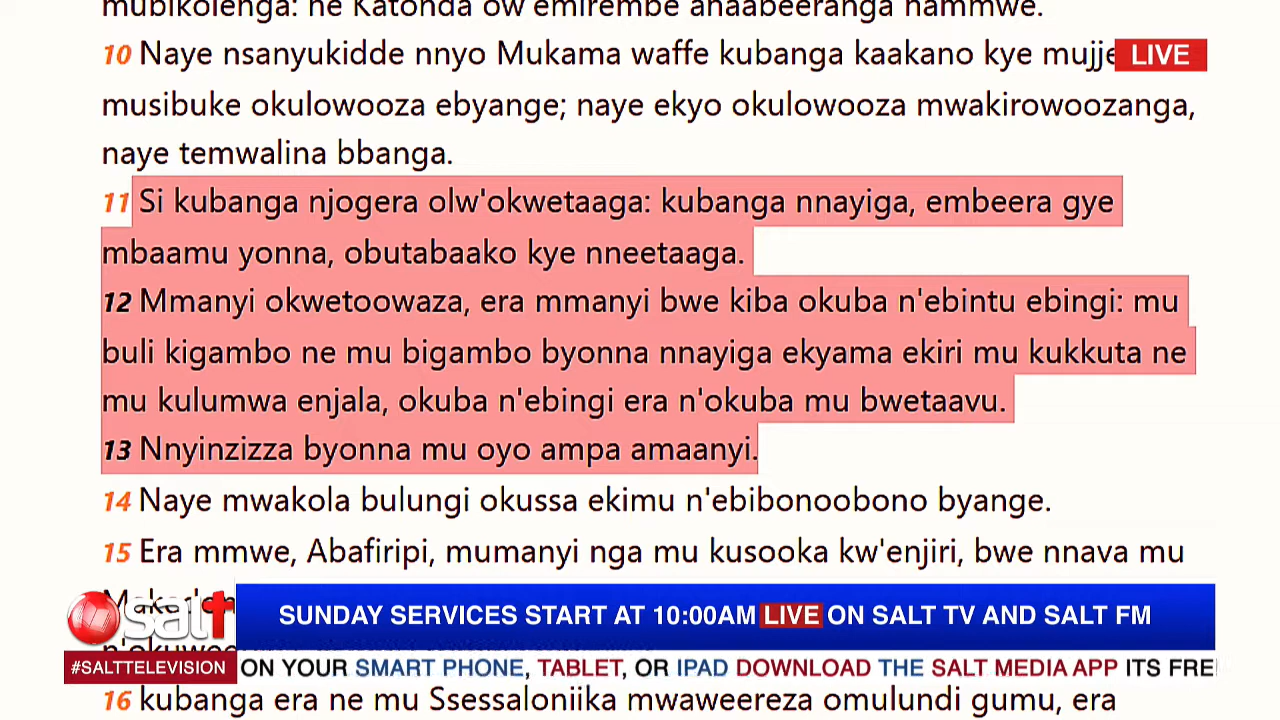 mubikolenga: ne Katonda ow'emirembe anaabeeranga nammwe.
10 Naye nsanyukidde nnyo Mukama waffe kubanga kaakano kye
LIVE
musibuke okulowooza ebyange; naye ekyo okulowooza mwakirowoozanga,
naye temwalina bbanga.
11 Si kubanga njogera olw'okwetaaga: kubanga nnayiga, embeera gye
mbaamu yonna, obutabaako kye nneetaaga.
12 Mmanyi okwetoowaza, era mmanyi bwe kiba okuba n'ebintu ebingi: mu
buli kigambo ne mu bigambo byonna nnayiga ekyama ekiri mu kukkuta ne
mu kulumwa enjala, okuba n'ebingi era n'okuba mu bwetaavu.
13 Nnyinzizza byonna mu oyo ampa amaanyi.
14 Naye mwakola bulungi okussa ekimu n'ebibonoobono byange.
15 Era mmwe, Abafiripi, mumanyi nga mu kusooka kw'enjiri, bwe nnava mu
salt
SUNDAY SERVICES START AT 10:00AM LIVE ON SALT TV AND SALT FM
#SALTTELEVISION
ON YOUR SMART PHONE, TABLET, OR IPAD DOWNLOAD THE SALT MEDIA APP ITS FRE
16 kubanga era ne mu Ssessaloniika mwaweereza omulundi gumu, era